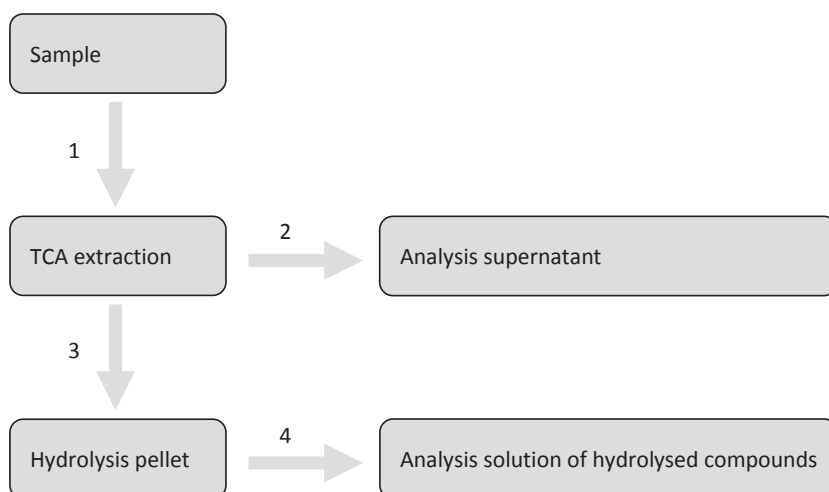 Sample
1
TCA extraction
2
Analysis supernatant
3
Hydrolysis pellet
4
Analysis solution of hydrolysed compounds